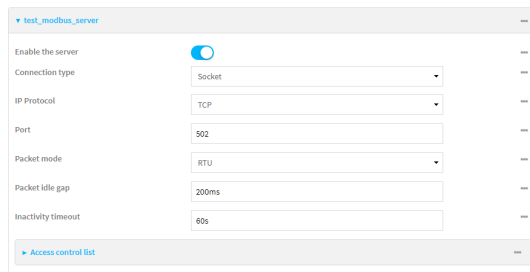 test_modbus_server
Enable the server
Connection type Socket
IP Protocol TCP
Port 502
Packet mode RTU
Packet idle gap 200ms
Inactivity timeout 60s
Access control list